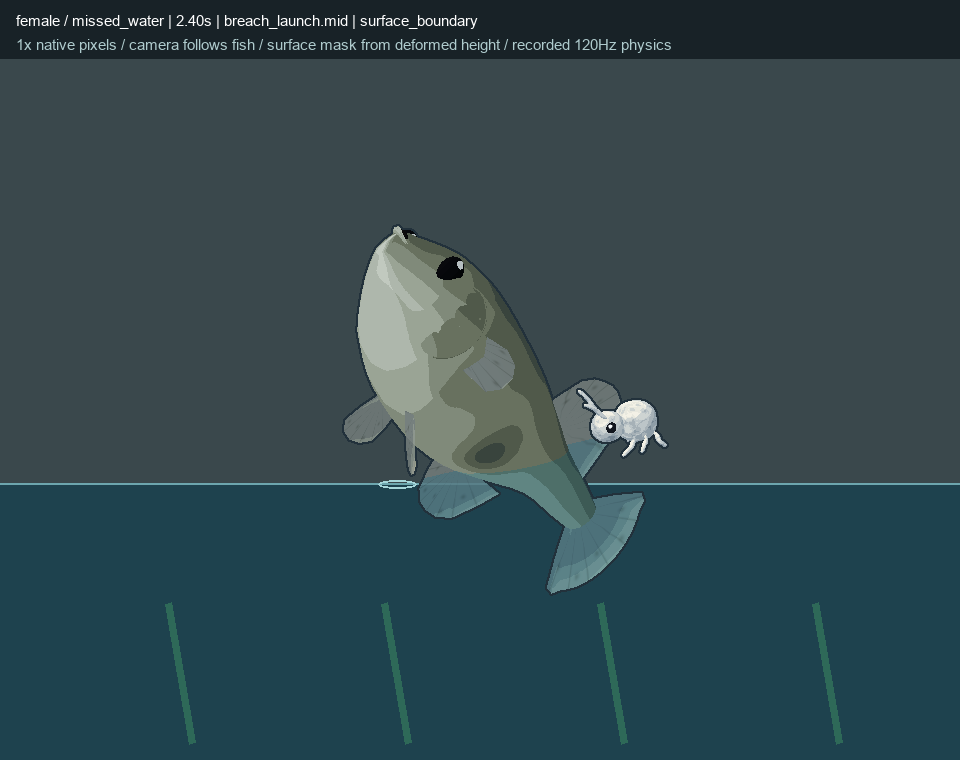 female / missed_water | 2.40s | breach_launch.mid | surface_boundary
1x native pixels / camera follows fish / surface mask from deformed height / recorded 120Hz physics